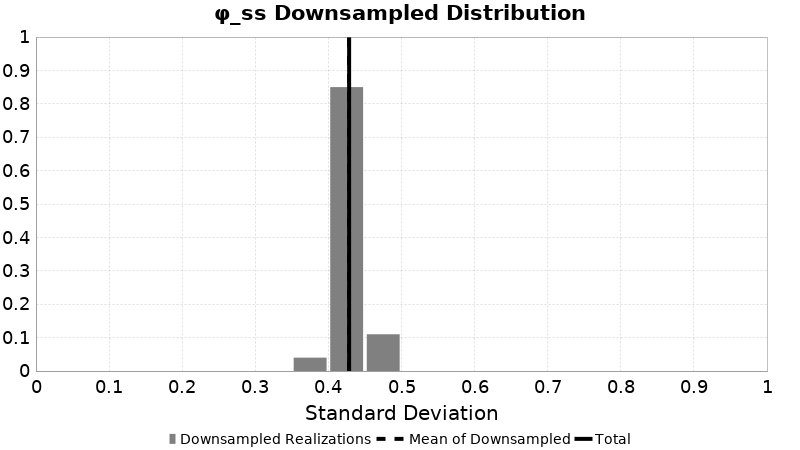 φ_ss Downsampled Distribution
1
0.9
0.8
0.7
0.6
0.5
0.4
0.3
0.2
0.1
0
0 0.1 0.2 0.3 0.4 0.5 0.6 0.7 0.8 0.9 1
Standard Deviation
Downsampled Realizations Mean of Downsampled Total